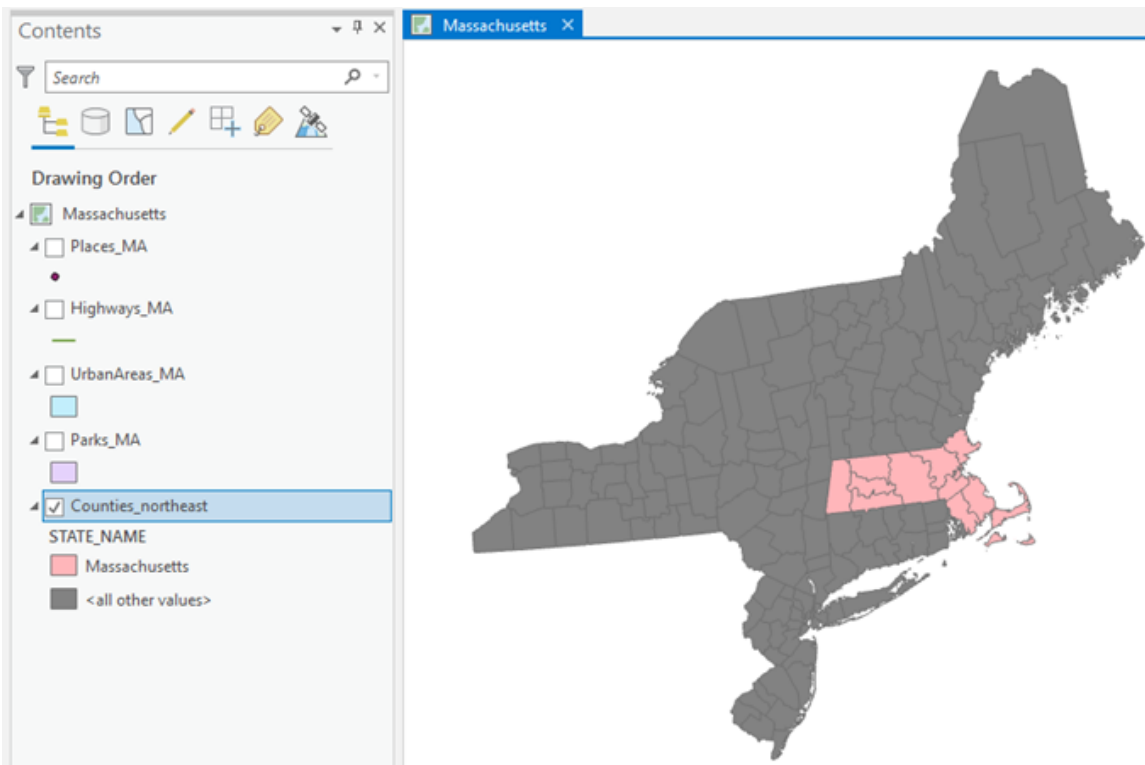 Contents
Search
Drawing Order
Massachusetts
Places_MA
Highways_MA
UrbanAreas_MA
Parks_MA
Counties_northeast
STATE_NAME
Massachusetts
<all other values>
Massachusetts